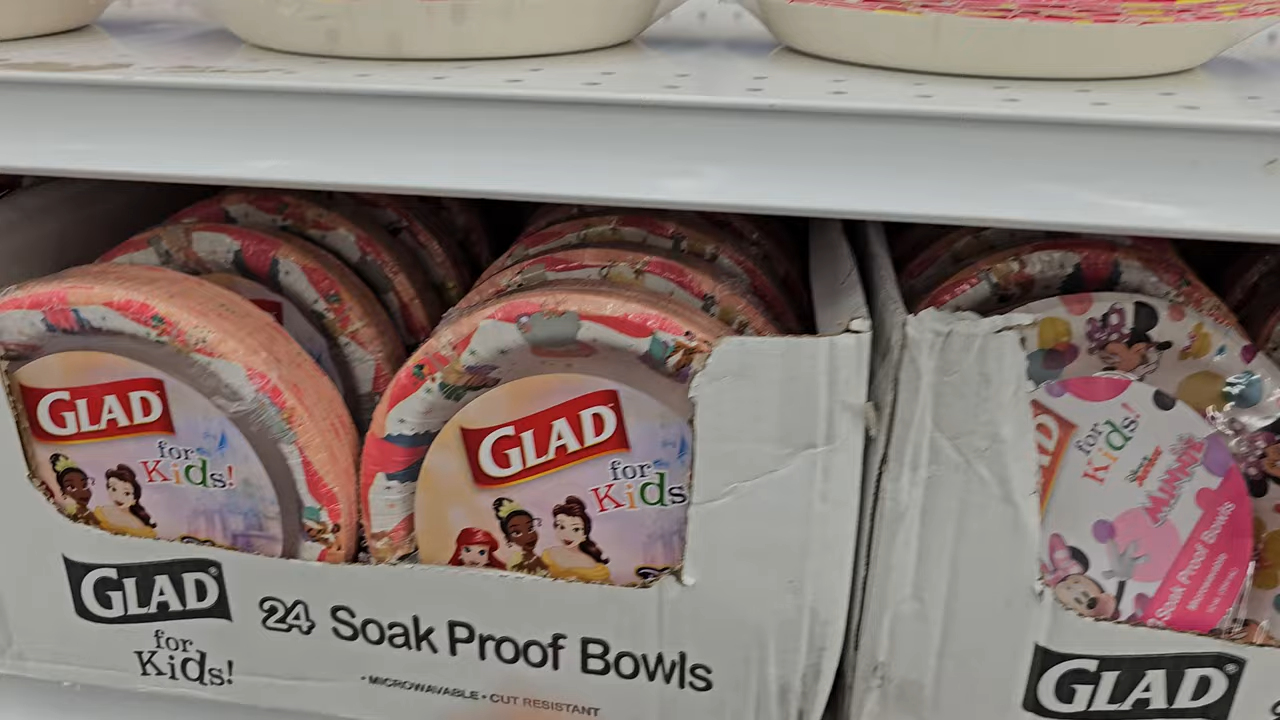 GLAD
for
Kids!
GLAD
for
Kids
GLAD
for
Kids!
24 Soak Proof Bowls
• MICROWAVABLE • CUT RESISTANT
for
Kids!
MINNIE
Soak Proof Bowls
Microwavable
GLAD